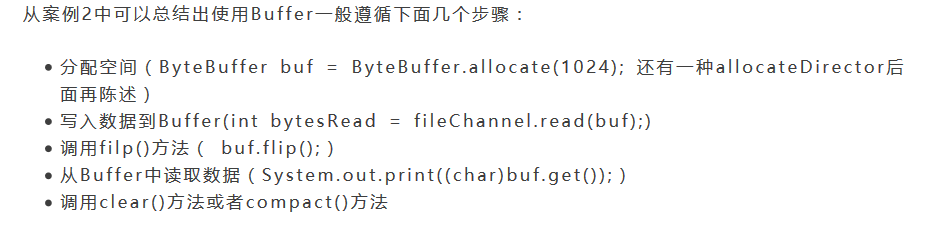 从案例2中可以总结出使用Buffer一般遵循下面几个步骤：
分配空间（ByteBuffer buf = ByteBuffer.allocate(1024); 还有一种allocateDirector后
面再陈述）
写入数据到Buffer(int bytesRead = fileChannel.read(buf);)
调用filp()方法（ buf.flip();）
从Buffer中读取数据（System.out.print((char)buf.get());）
调用clear()方法或者compact()方法